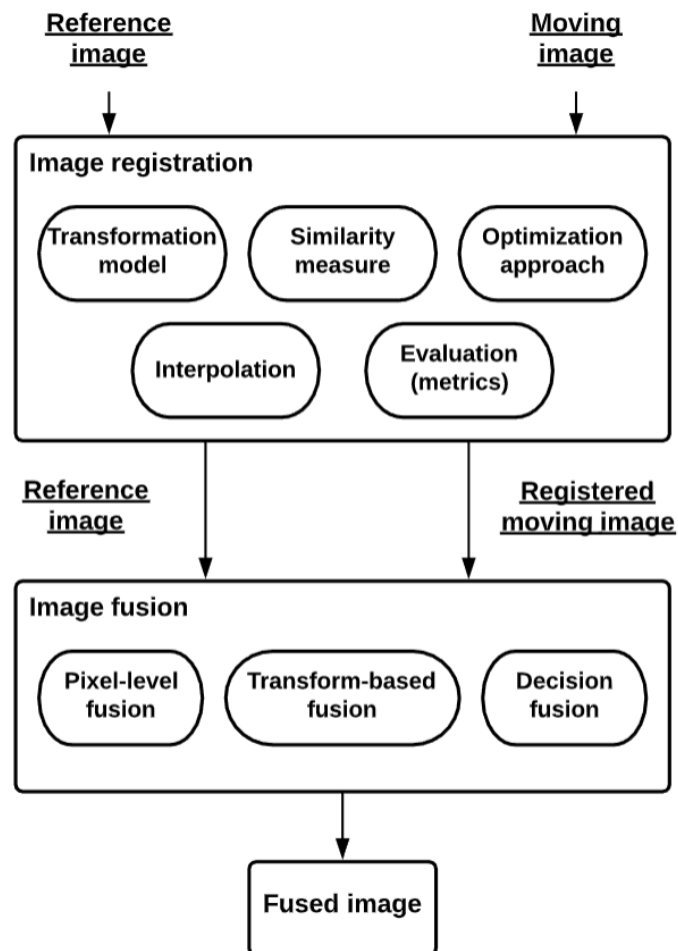 Reference
image
Moving
image
Image registration
Transformation
model
Similarity
measure
Optimization
approach
Interpolation
Evaluation
(metrics)
Reference
image
Registered
moving image
Image fusion
Pixel-level
fusion
Transform-based
fusion
Decision
fusion
Fused image